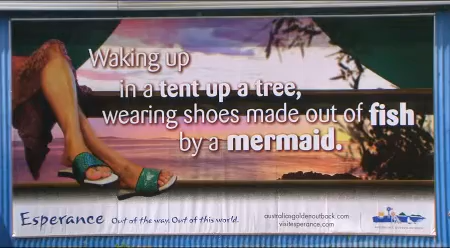 Waking up
in a tent up a tree,
wearing shoes made out of fish
by a mermaid.
Esperance Out of the way. Out of this world.
australiasgoldenoutback.com
visitesperance.com